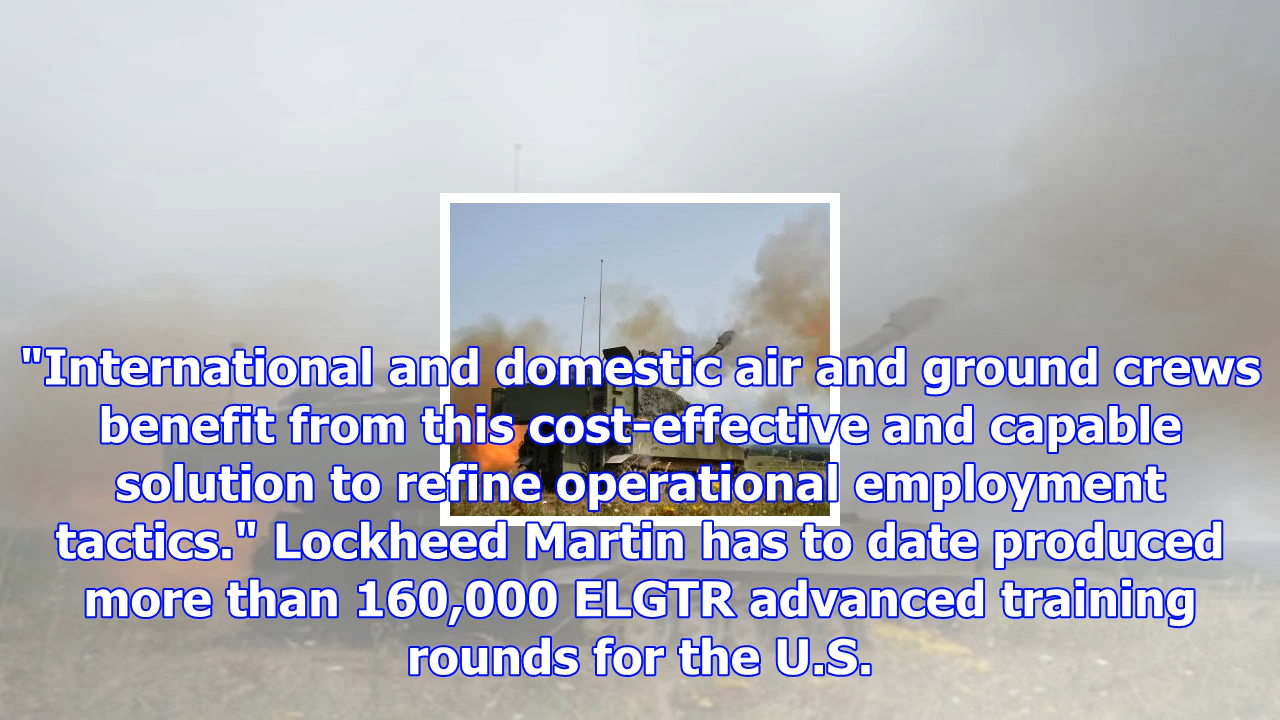 "International and domestic air and ground crews
benefit from this cost-effective and capable
solution to refine operational employment
tactics." Lockheed Martin has to date produced
more than 160,000 ELGTR advanced training
rounds for the U.S.